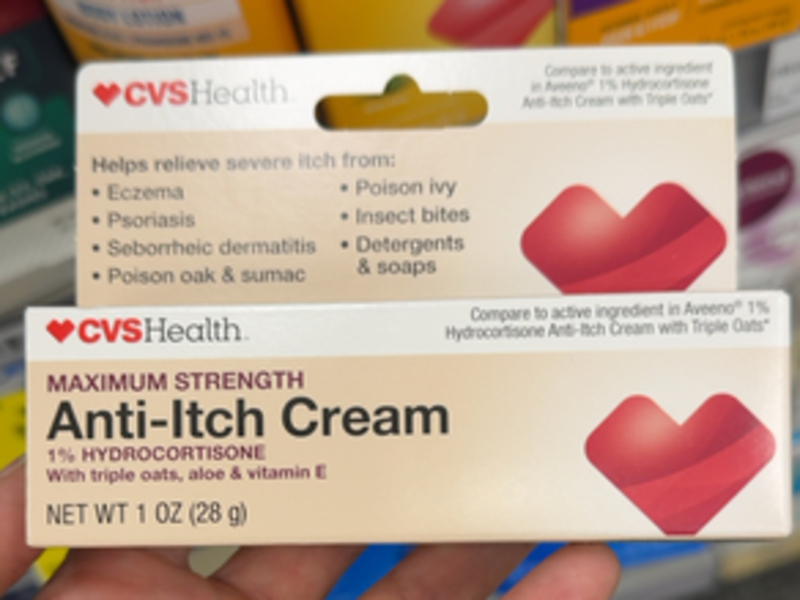 BODY LOTION
CVSHealth.
Compare to active ingredient
in Aveeno® 1% Hydrocortisone
Anti-Itch Cream with Triple Oats*
Helps relieve severe itch from:
• Eczema
• Psoriasis
• Seborrheic dermatitis
• Poison oak & sumac
• Poison ivy
• Insect bites
• Detergents
& soaps
CVSHealth.
Compare to active ingredient in Aveeno® 1%
Hydrocortisone Anti-Itch Cream with Triple Oats*
MAXIMUM STRENGTH
Anti-Itch Cream
1% HYDROCORTISONE
With triple oats, aloe & vitamin E
NET WT 1 OZ (28 g)